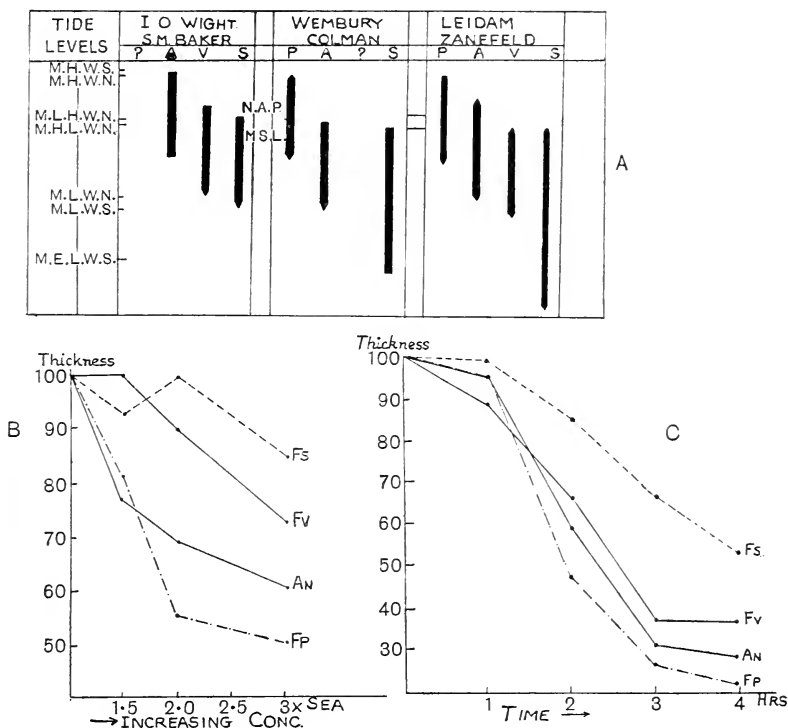 TIDE LEVELS
I O WIGHT S.M. BAKER
WEMBURY COLMAN
LEIDAM ZANEFELD
? A V S
P A ? S
P A V S
M.H.W.S.
M.H.W.N.
M.L.H.W.N.
M.H.L.W.N.
M.L.W.N.
M.L.W.S.
M.E.L.W.S.
N.A.P.
M S.L.
A
Thickness
100
90
80
70
60
50
B
Fs
Fv
An
Fp
1·5 2·0 2·5 3x SEA
→INCREASING CONC.
Thickness
100
90
80
70
60
50
40
30
C
Fs.
Fv
An
Fp
1 2 3 4 HRS
TIME →